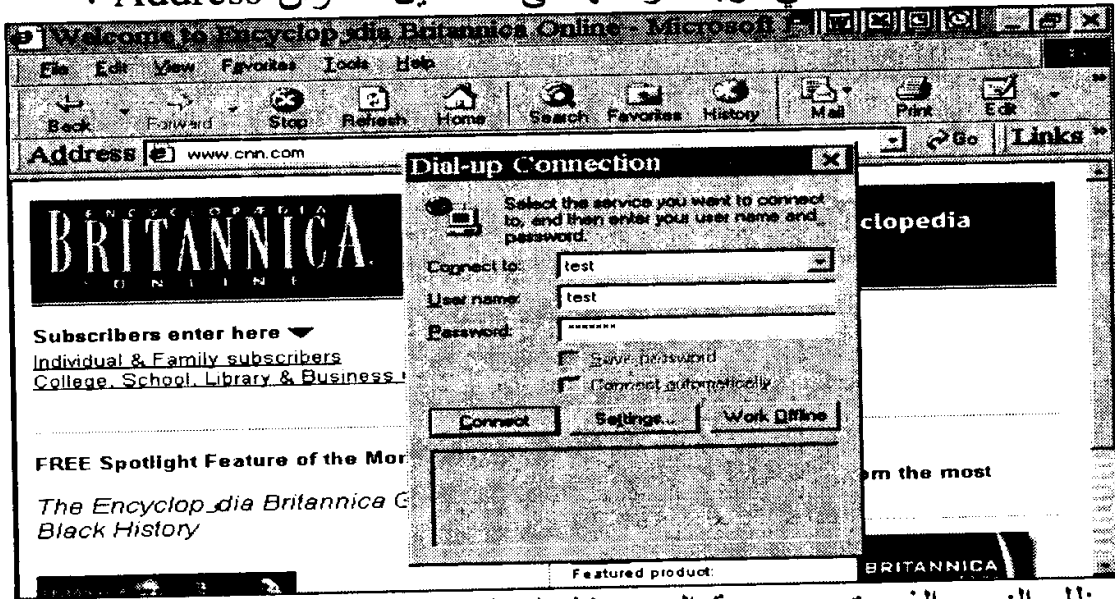 Address
Welcome to Encyclop_dia Britannica Online - Microsoft
File Edit View Favorites Tools Help
Back Forward Stop Refresh Home Search Favorites History Mail Print Edit
Address www.cnn.com Go Links
ENCYCLOPÆDIA
BRITANNICA
ONLINE
clopedia
Subscribers enter here
Individual & Family subscribers
College, School, Library & Business
FREE Spotlight Feature of the Mor
The Encyclop_dia Britannica G
Black History
Dial-up Connection
Select the service you want to connect
to, and then enter your user name and
password.
Connect to: test
User name: test
Password: *******
Save password
Connect automatically
Connect Settings... Work Offline
om the most
Featured product:
BRITANNICA